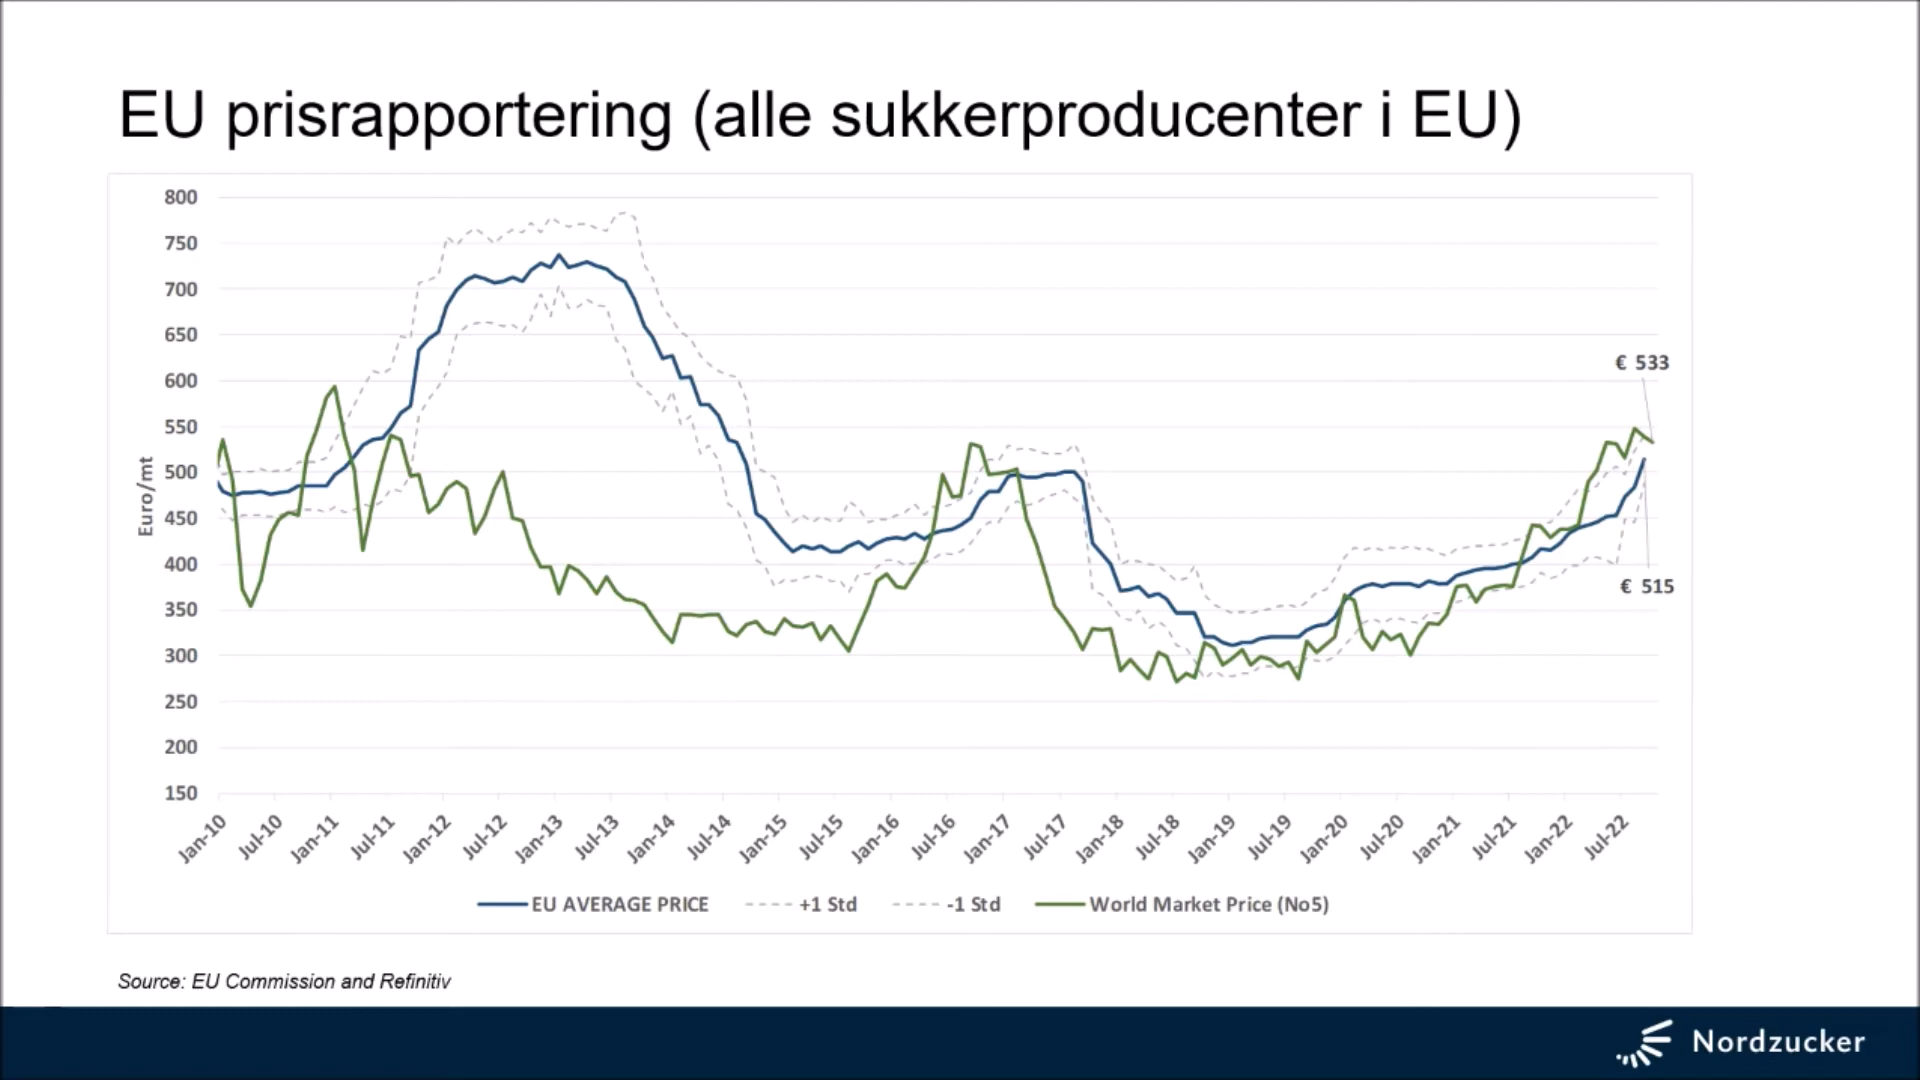 EU prisrapportering (alle sukkerproducenter i EU)
800
750
700
650
600
550
500
450
400
350
300
250
200
150
Euro/mt
€ 533
€ 515
Jan-10 Jul-10 Jan-11 Jul-11 Jan-12 Jul-12 Jan-13 Jul-13 Jan-14 Jul-14 Jan-15 Jul-15 Jan-16 Jul-16 Jan-17 Jul-17 Jan-18 Jul-18 Jan-19 Jul-19 Jan-20 Jul-20 Jan-21 Jul-21 Jan-22 Jul-22
EU AVERAGE PRICE +1 Std -1 Std World Market Price (No5)
Source: EU Commission and Refinitiv
Nordzucker